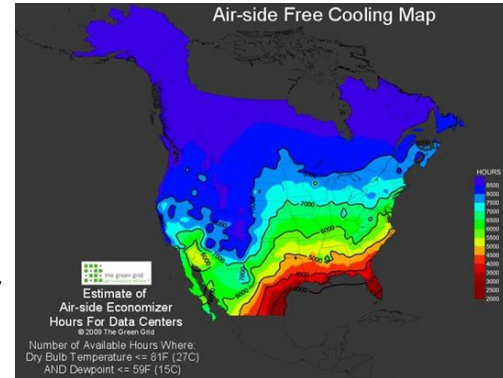 Air-side Free Cooling Map
HOURS
8500
8000
7500
7000
6500
6000
5500
5000
4500
4000
3500
3000
2500
2000
7000
6000
the green grid
Estimate of
Air-side Economizer
Hours For Data Centers
© 2009 The Green Grid
Number of Available Hours Where:
Dry Bulb Temperature <= 81F (27C)
AND Dewpoint <= 59F (15C)